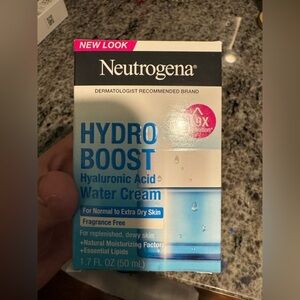 NEW LOOK
Neutrogena®
DERMATOLOGIST RECOMMENDED BRAND
9X
HYDRO
BOOST
Hyaluronic Acid
Water Cream
For Normal to Extra Dry Skin
Fragrance Free
For replenished, dewy skin
+Natural Moisturizing Factors
+Essential Lipids
1.7 FL OZ (50 mL)